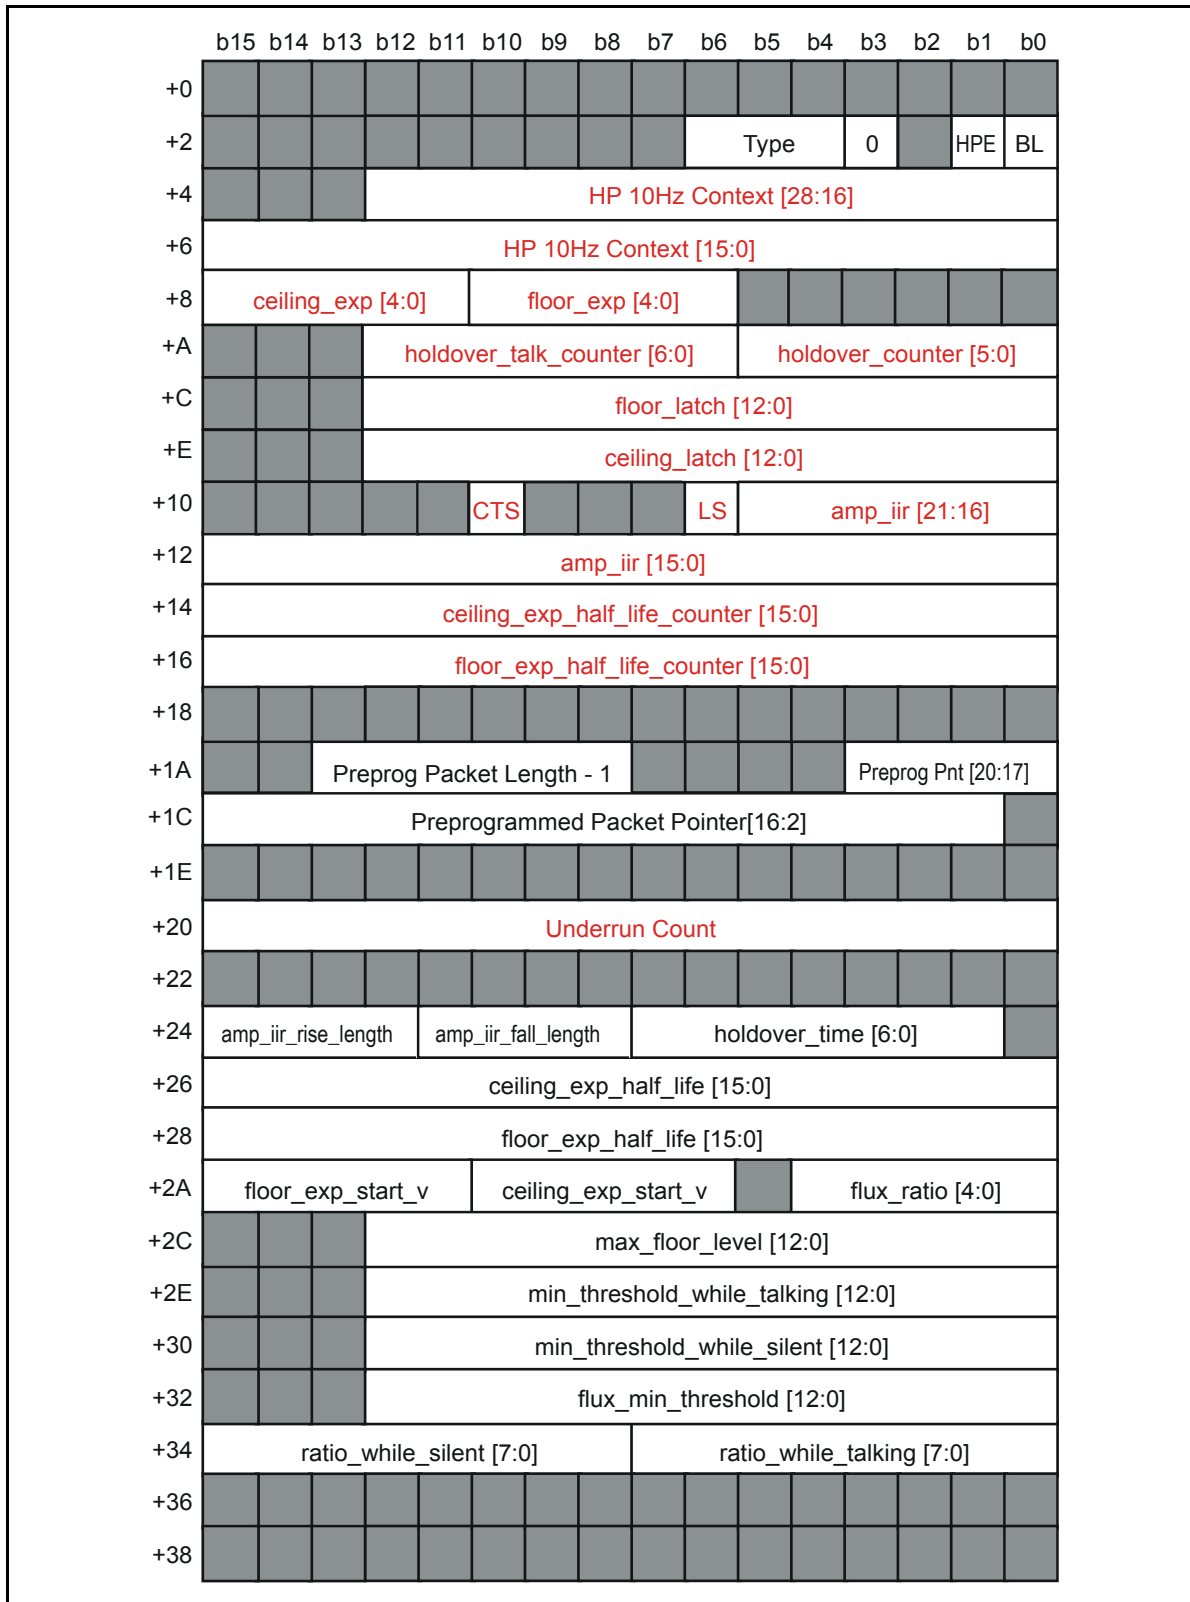 b15 b14 b13 b12 b11 b10 b9 b8 b7 b6 b5 b4 b3 b2 b1 b0
+0
+2 Type 0 HPE BL
+4 HP 10Hz Context [28:16]
+6 HP 10Hz Context [15:0]
+8 ceiling_exp [4:0] floor_exp [4:0]
+A holdover_talk_counter [6:0] holdover_counter [5:0]
+C floor_latch [12:0]
+E ceiling_latch [12:0]
+10 CTS LS amp_iir [21:16]
+12 amp_iir [15:0]
+14 ceiling_exp_half_life_counter [15:0]
+16 floor_exp_half_life_counter [15:0]
+18
+1A Preprog Packet Length - 1 Preprog Pnt [20:17]
+1C Preprogrammed Packet Pointer[16:2]
+1E
+20 Underrun Count
+22
+24 amp_iir_rise_length amp_iir_fall_length holdover_time [6:0]
+26 ceiling_exp_half_life [15:0]
+28 floor_exp_half_life [15:0]
+2A floor_exp_start_v ceiling_exp_start_v flux_ratio [4:0]
+2C max_floor_level [12:0]
+2E min_threshold_while_talking [12:0]
+30 min_threshold_while_silent [12:0]
+32 flux_min_threshold [12:0]
+34 ratio_while_silent [7:0] ratio_while_talking [7:0]
+36
+38